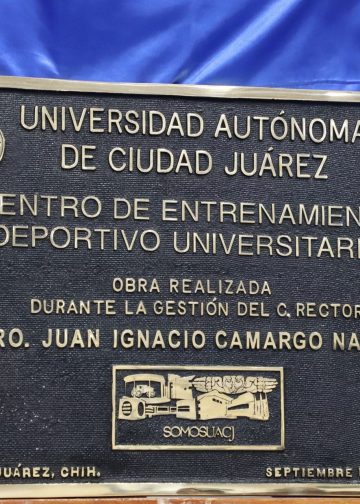 UNIVERSIDAD AUTÓNOMA
DE CIUDAD JUÁREZ
ENTRO DE ENTRENAMIEN
DEPORTIVO UNIVERSITARI
OBRA REALIZADA
DURANTE LA GESTIÓN DEL C. RECTOR
RO. JUAN IGNACIO CAMARGO NA
SOMOSUACJ
JUÁREZ, CHIH.
SEPTIEMBRE